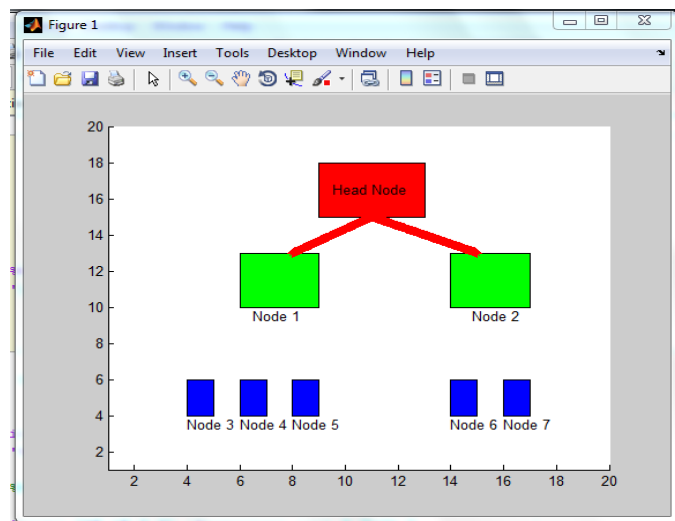 Figure 1
File Edit View Insert Tools Desktop Window Help
20
18
Head Node
16
14
12
10
Node 1 Node 2
8
6
4
Node 3 Node 4 Node 5 Node 6 Node 7
2
2 4 6 8 10 12 14 16 18 20